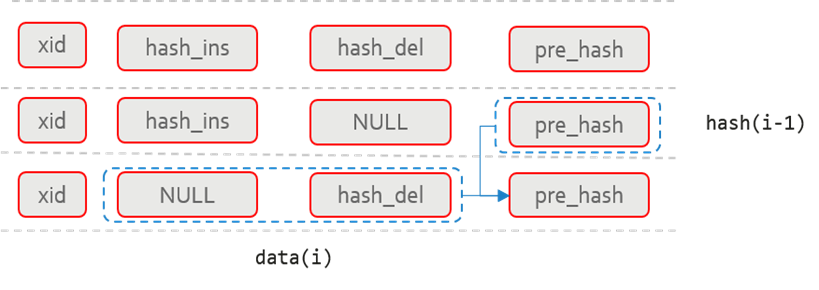 xid hash_ins hash_del pre_hash
xid hash_ins NULL pre_hash hash(i-1)
xid NULL hash_del pre_hash
data(i)